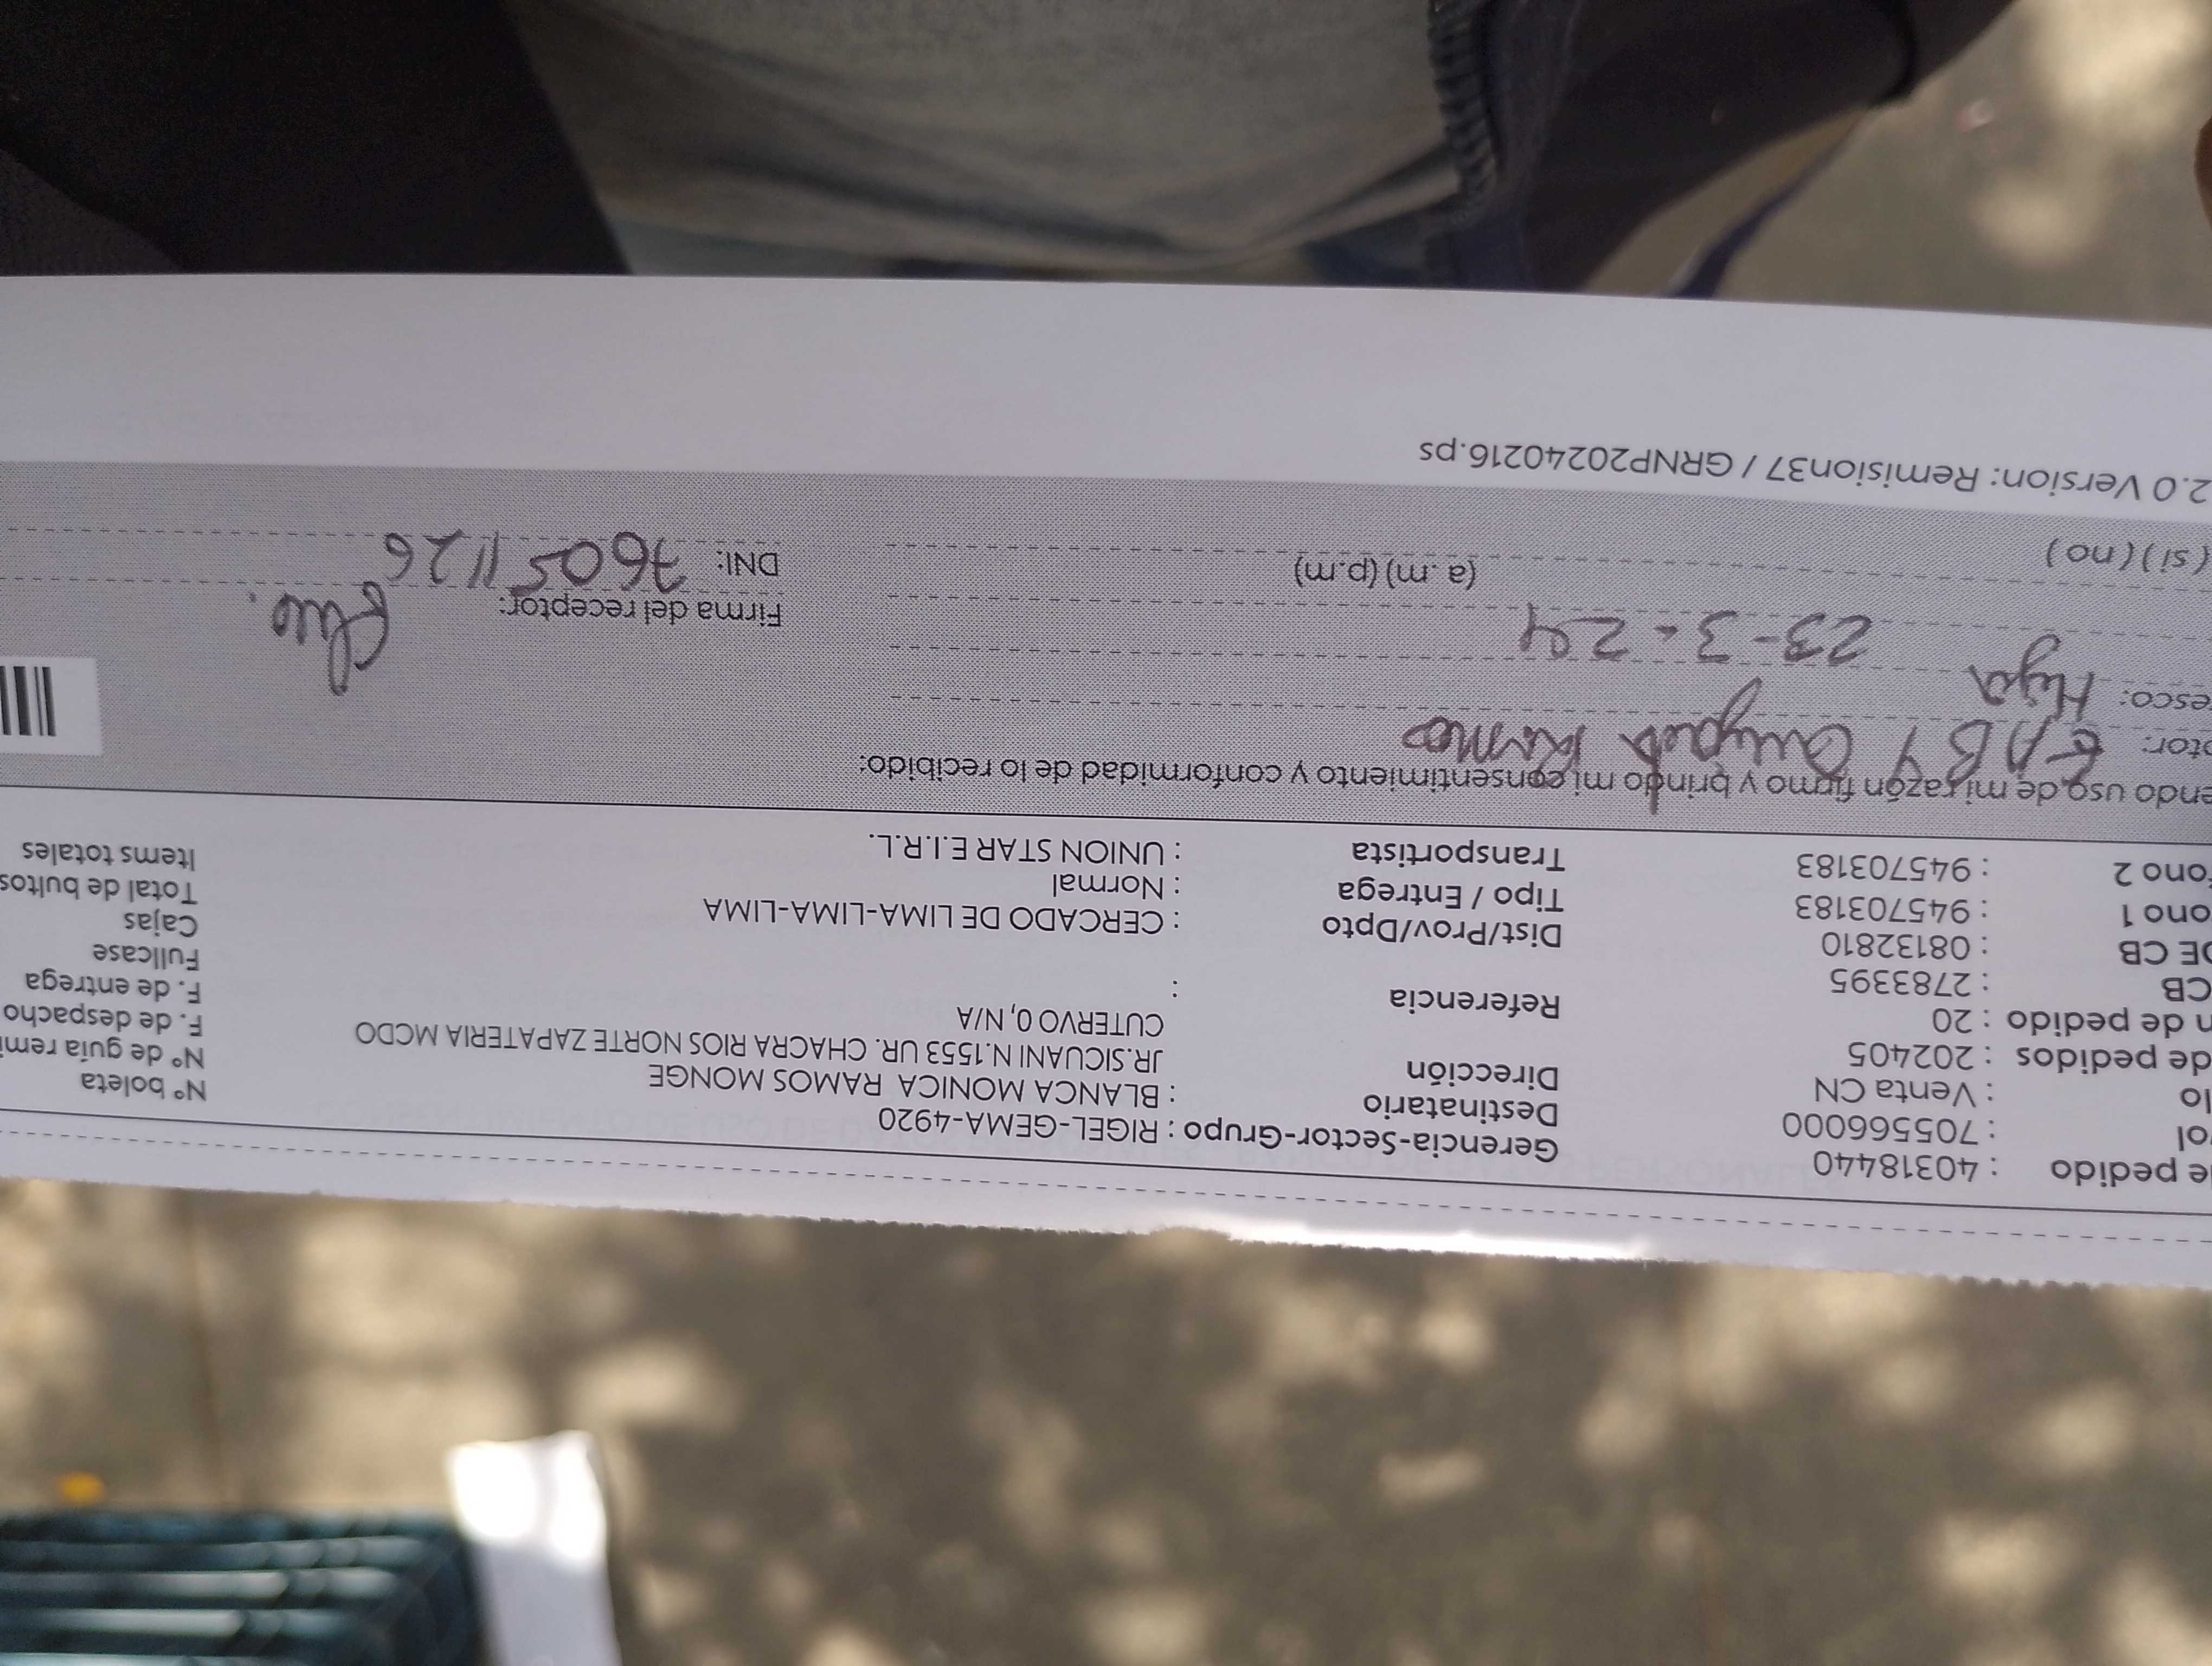 e pedido : 40318440 Gerencia-Sector-Grupo : RIGEL-GEMA-4920 Nº boleta
ol : 705566000 Destinatario : BLANCA MONICA RAMOS MONGE Nº de guía remi
lo : Venta CN Dirección JR.SICUANI N.1553 UR. CHACRA RIOS NORTE ZAPATERIA MCDO F. de despacho
de pedidos : 202405 CUTERVO 0, N/A F. de entrega
n de pedido : 20 Referencia : Fullcase
CB : 2783395 Dist/Prov/Dpto : CERCADO DE LIMA-LIMA-LIMA Cajas
DE CB : 08132810 Tipo / Entrega : Normal Total de bultos
ono 1 : 945703183 Transportista : UNION STAR E.I.R.L. Items totales
fono 2 : 945703183
endo uso de mi razón firmo y brindo mi consentimiento y conformidad de lo recibido:
ptor: Ramos
esco: Hija
23-3-24 Firma del receptor:
(si) (no) (a.m) (p.m) DNI: 76051126
2.0 Version: Remision37 / GRNP20240216.ps